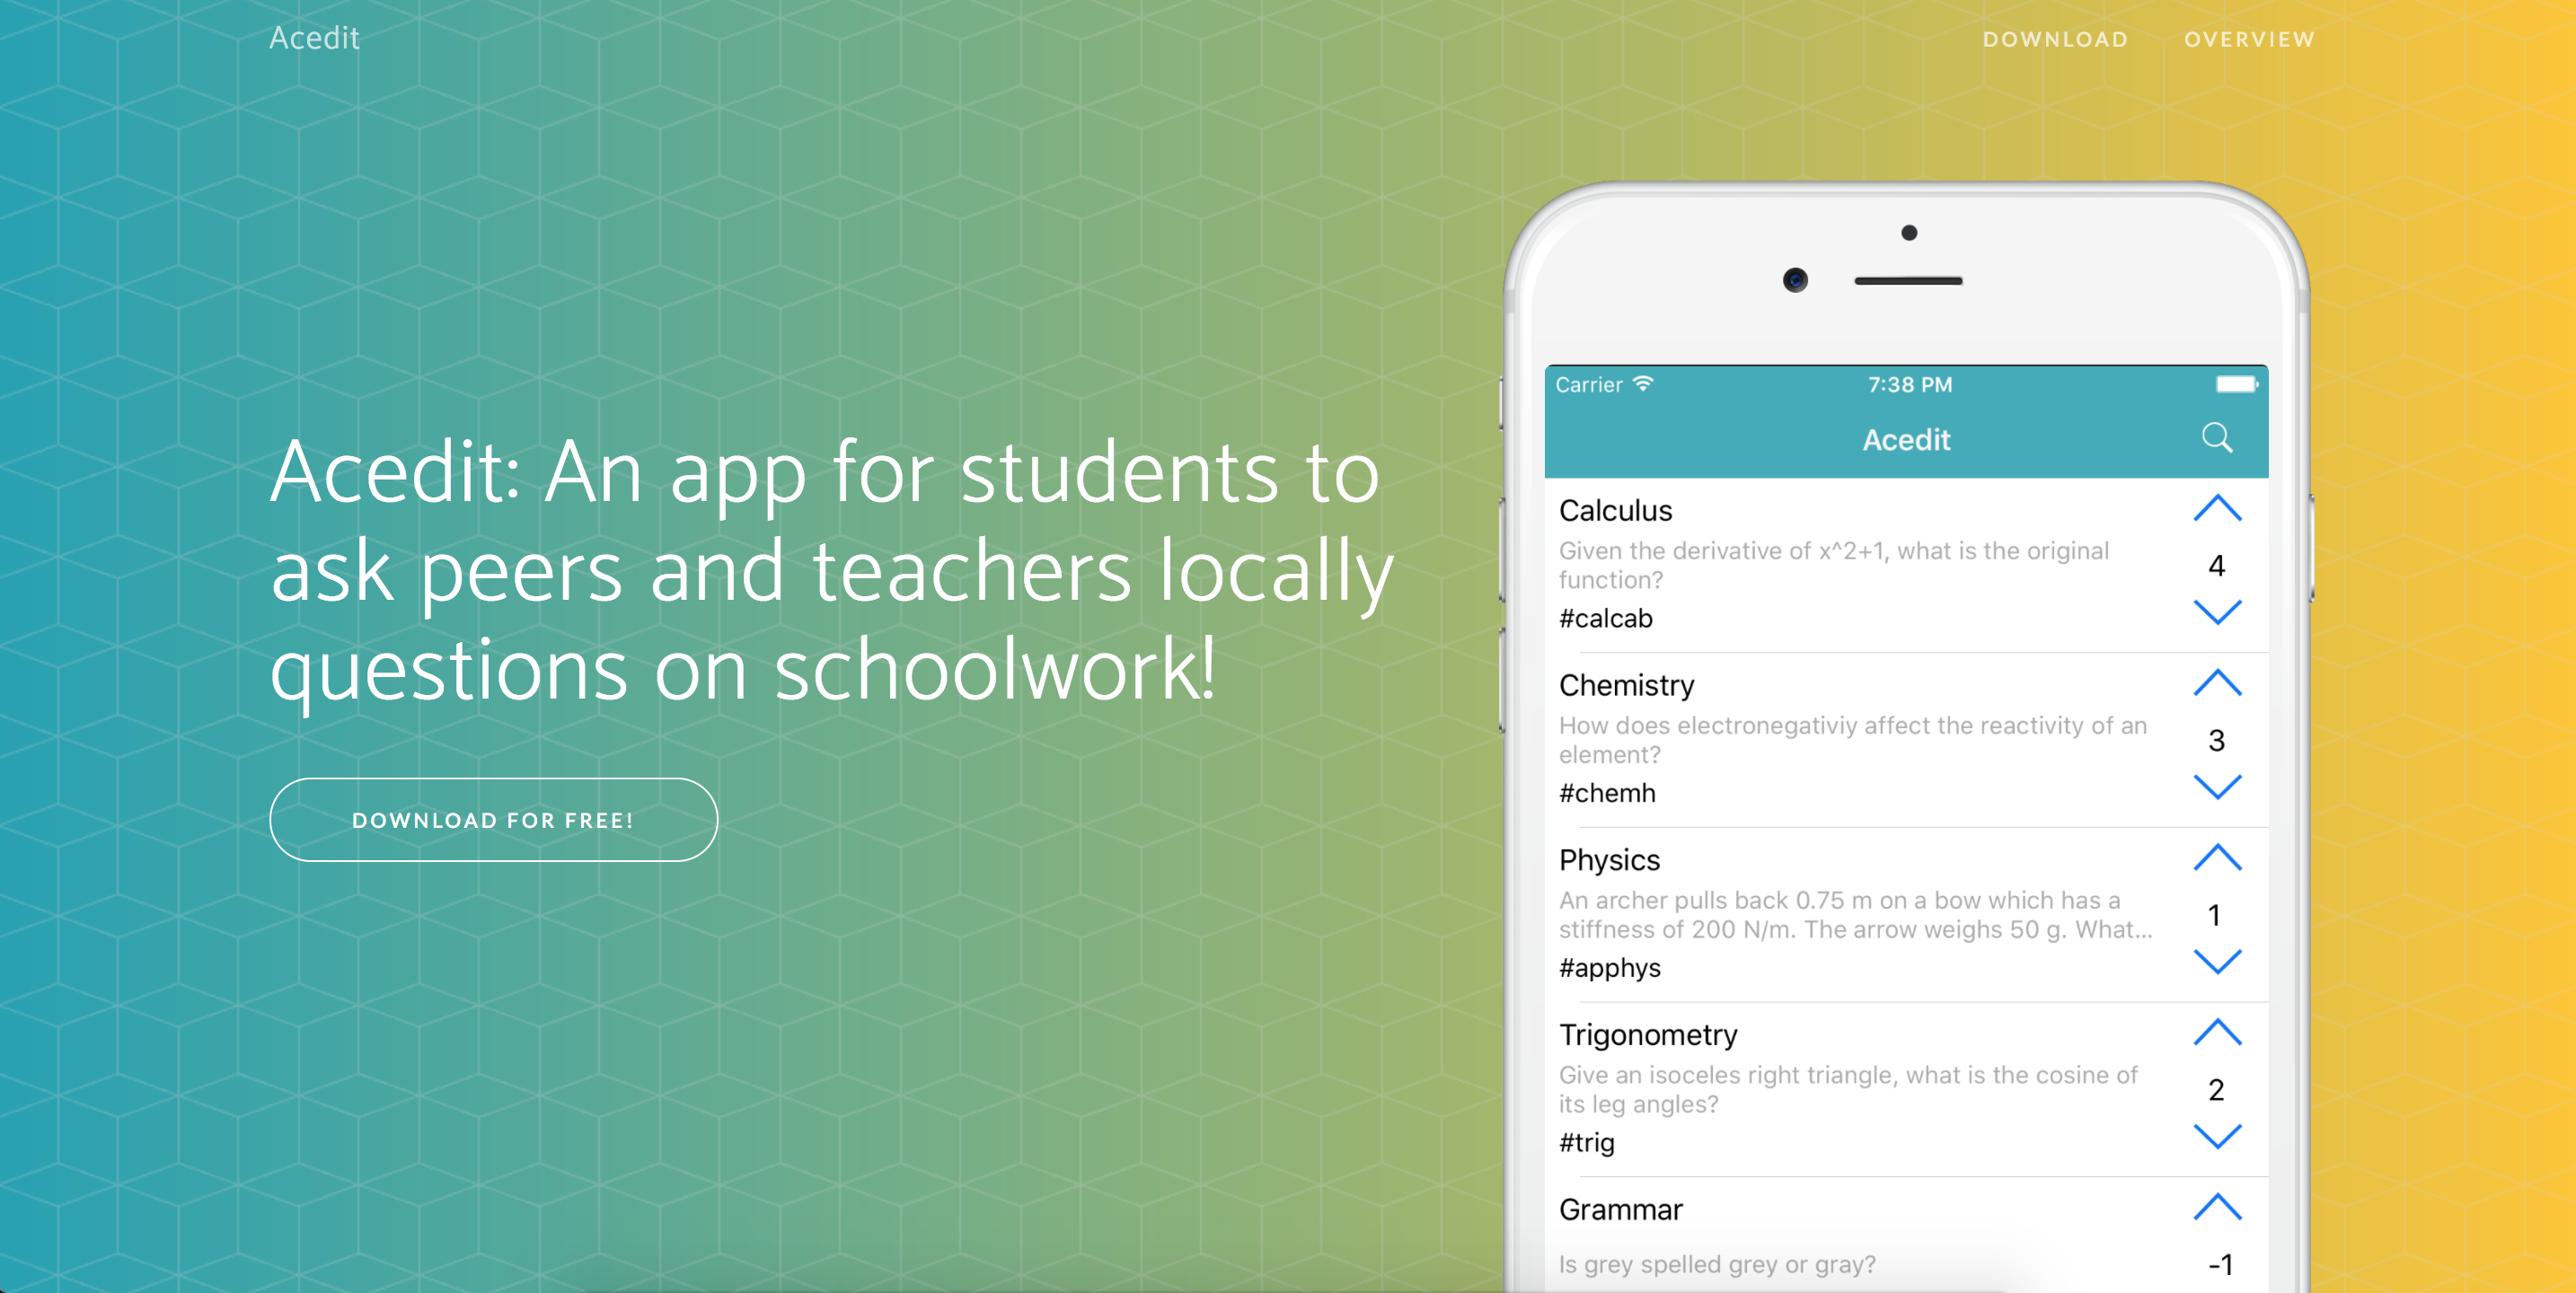 Acedit
DOWNLOAD OVERVIEW
Acedit: An app for students to
ask peers and teachers locally
questions on schoolwork!
DOWNLOAD FOR FREE!
Carrier 7:38 PM
Acedit
Calculus
Given the derivative of x^2+1, what is the original
function?
#calcab
4
Chemistry
How does electronegativiy affect the reactivity of an
element?
#chemh
3
Physics
An archer pulls back 0.75 m on a bow which has a
stiffness of 200 N/m. The arrow weighs 50 g. What...
#apphys
1
Trigonometry
Give an isoceles right triangle, what is the cosine of
its leg angles?
#trig
2
Grammar
Is grey spelled grey or gray?
-1